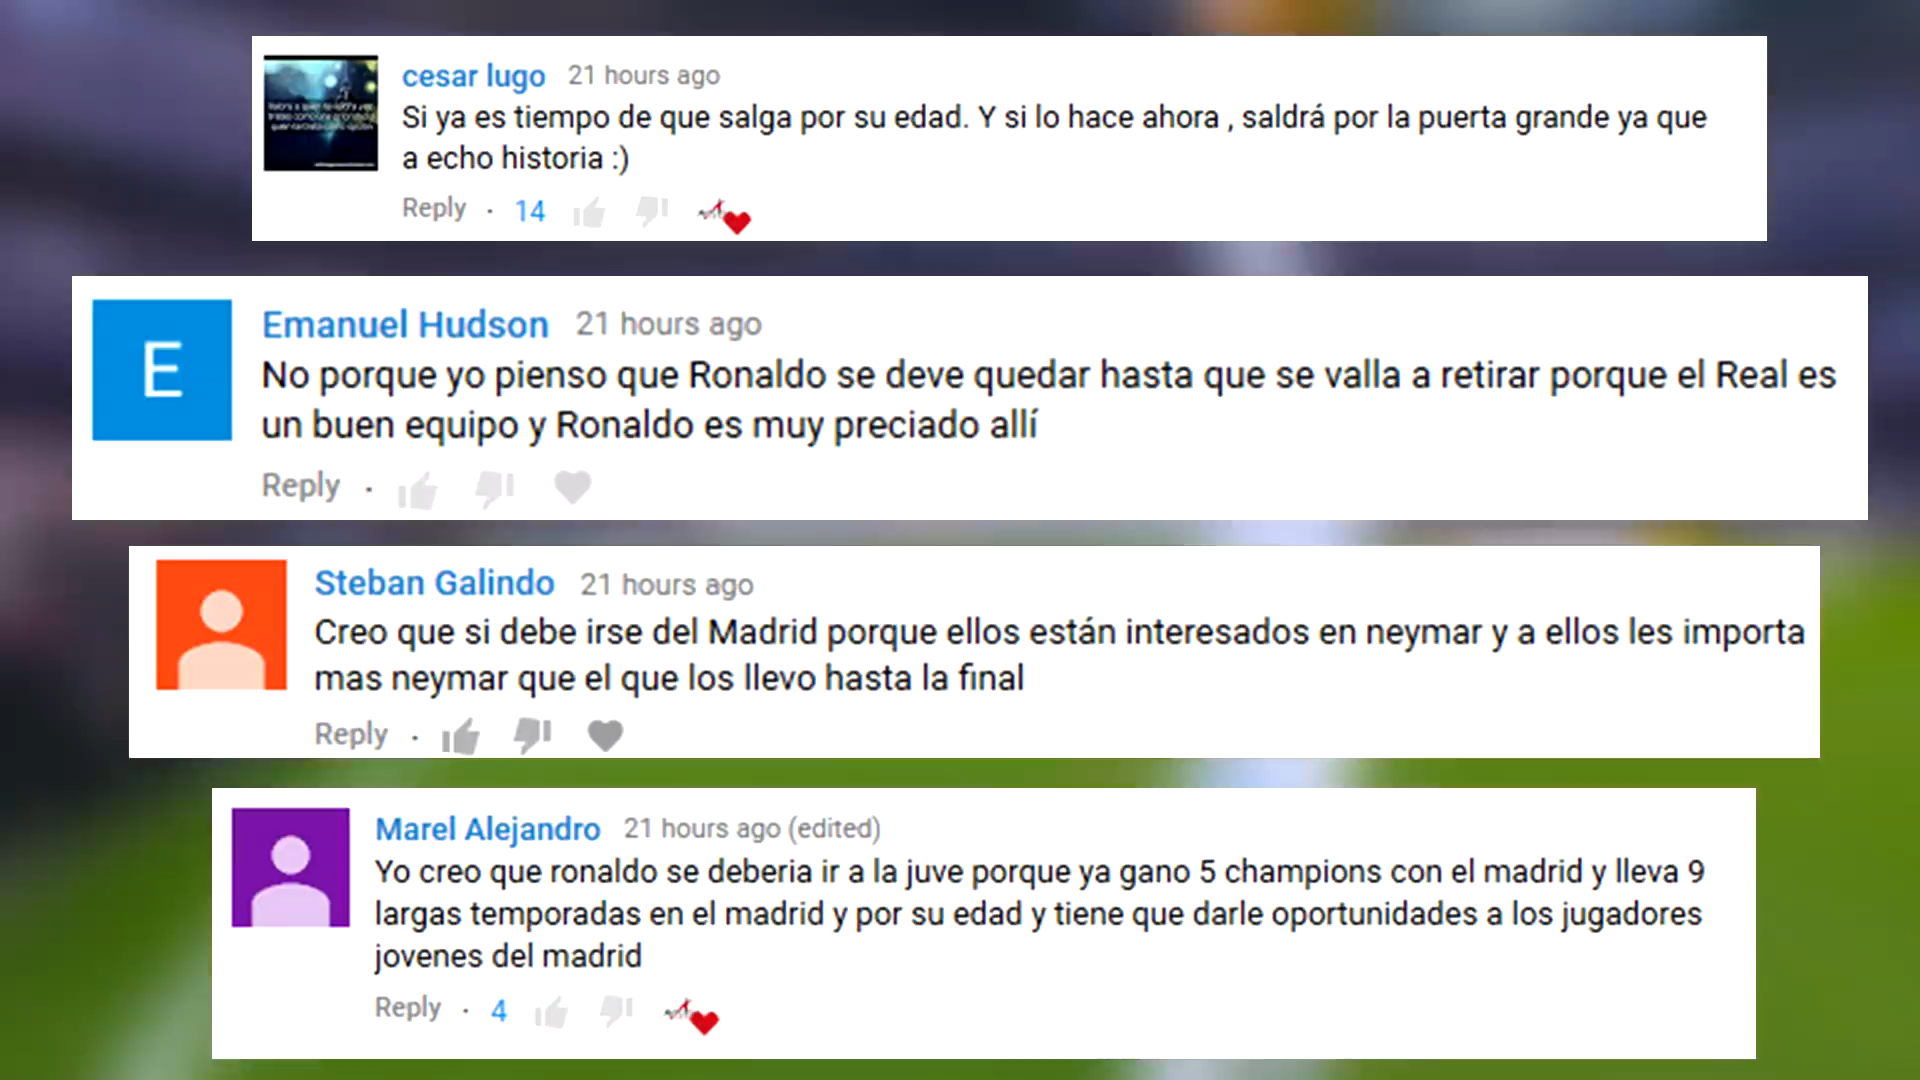 cesar lugo 21 hours ago
Si ya es tiempo de que salga por su edad. Y si lo hace ahora , saldrá por la puerta grande ya que
a echo historia :)
Reply · 14
E
Emanuel Hudson 21 hours ago
No porque yo pienso que Ronaldo se deve quedar hasta que se valla a retirar porque el Real es
un buen equipo y Ronaldo es muy preciado allí
Reply ·
Steban Galindo 21 hours ago
Creo que si debe irse del Madrid porque ellos están interesados en neymar y a ellos les importa
mas neymar que el que los llevo hasta la final
Reply ·
Marel Alejandro 21 hours ago (edited)
Yo creo que ronaldo se deberia ir a la juve porque ya gano 5 champions con el madrid y lleva 9
largas temporadas en el madrid y por su edad y tiene que darle oportunidades a los jugadores
jovenes del madrid
Reply · 4